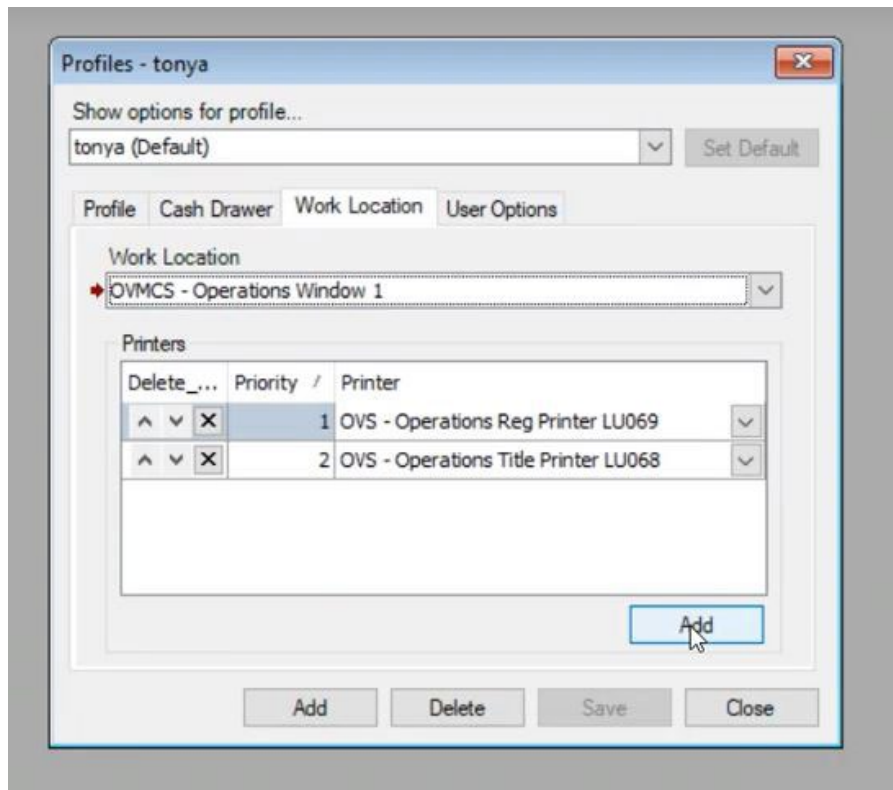 Profiles - tonya
Show options for profile...
tonya (Default)
Set Default
Profile Cash Drawer Work Location User Options
Work Location
OVMCS - Operations Window 1
Printers
Delete_... Priority / Printer
1 OVS - Operations Reg Printer LU069
2 OVS - Operations Title Printer LU068
Add
Add Delete Save Close